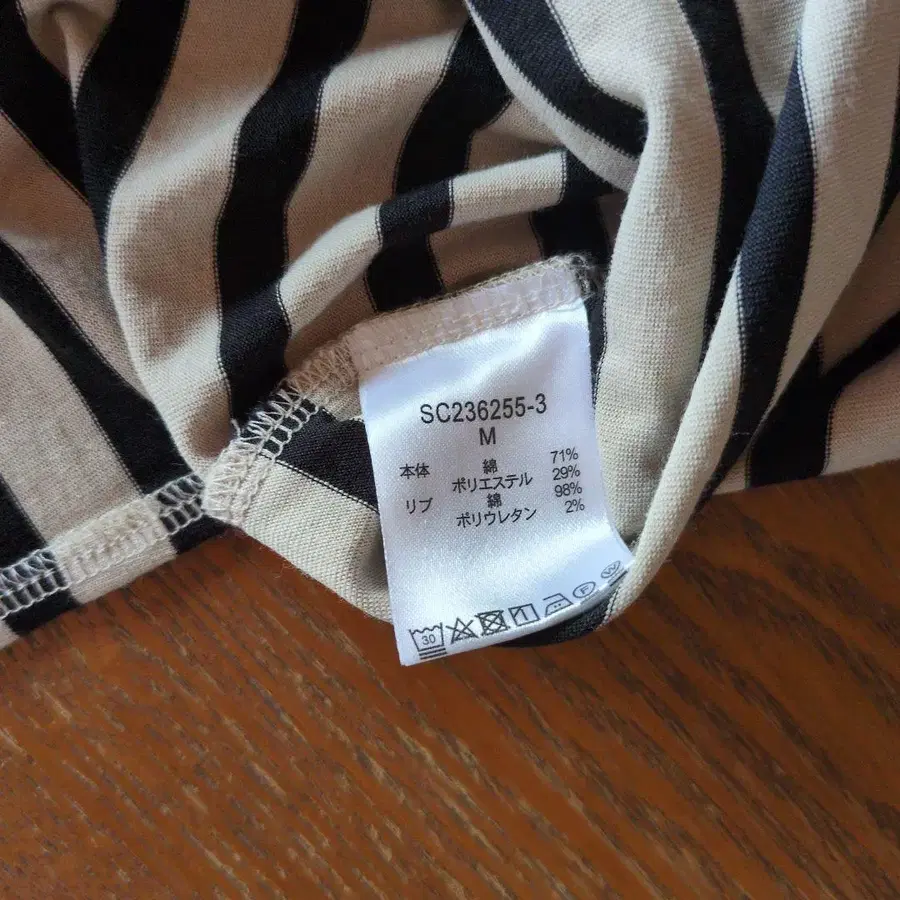 SC236255-3
M
本体 綿 71%
ポリエステル 29%
リブ 綿 98%
ポリウレタン 2%
30 P W